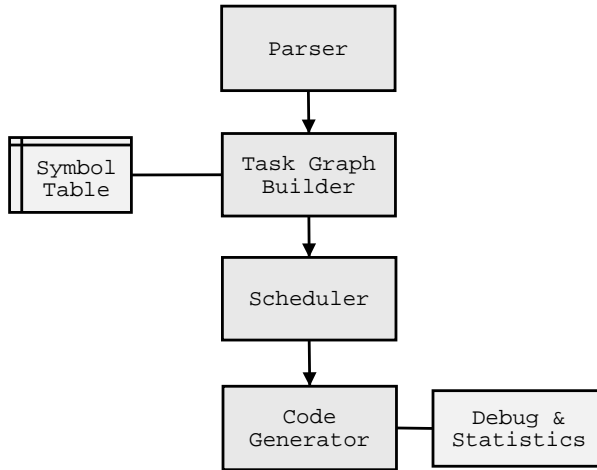 Parser
Symbol
Table
Task Graph
Builder
Scheduler
Code
Generator
Debug &
Statistics